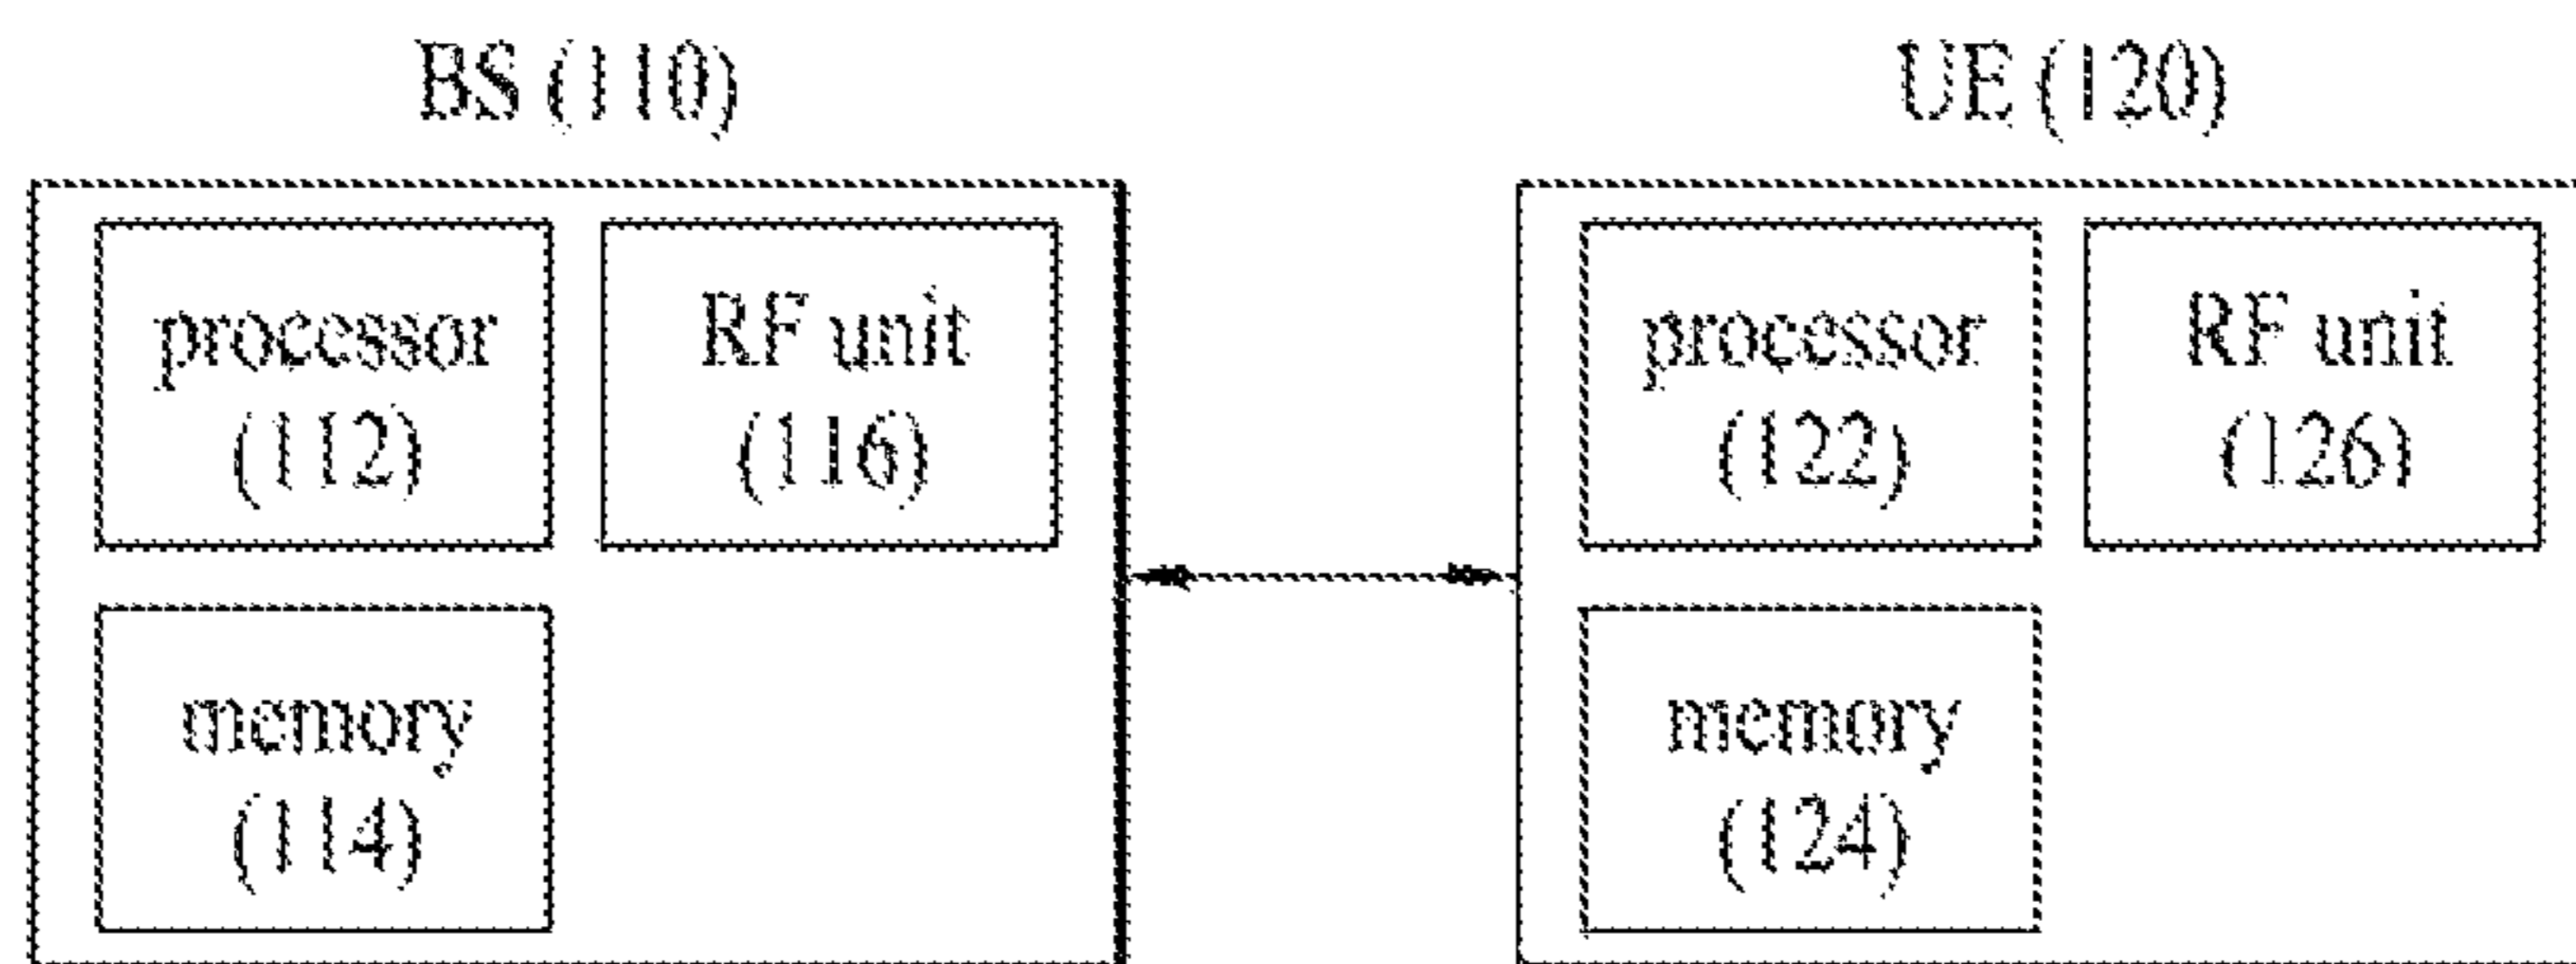 BS (110)
processor
(112)
RF unit
(116)
memory
(114)
UE (120)
processor
(122)
RF unit
(126)
memory
(124)